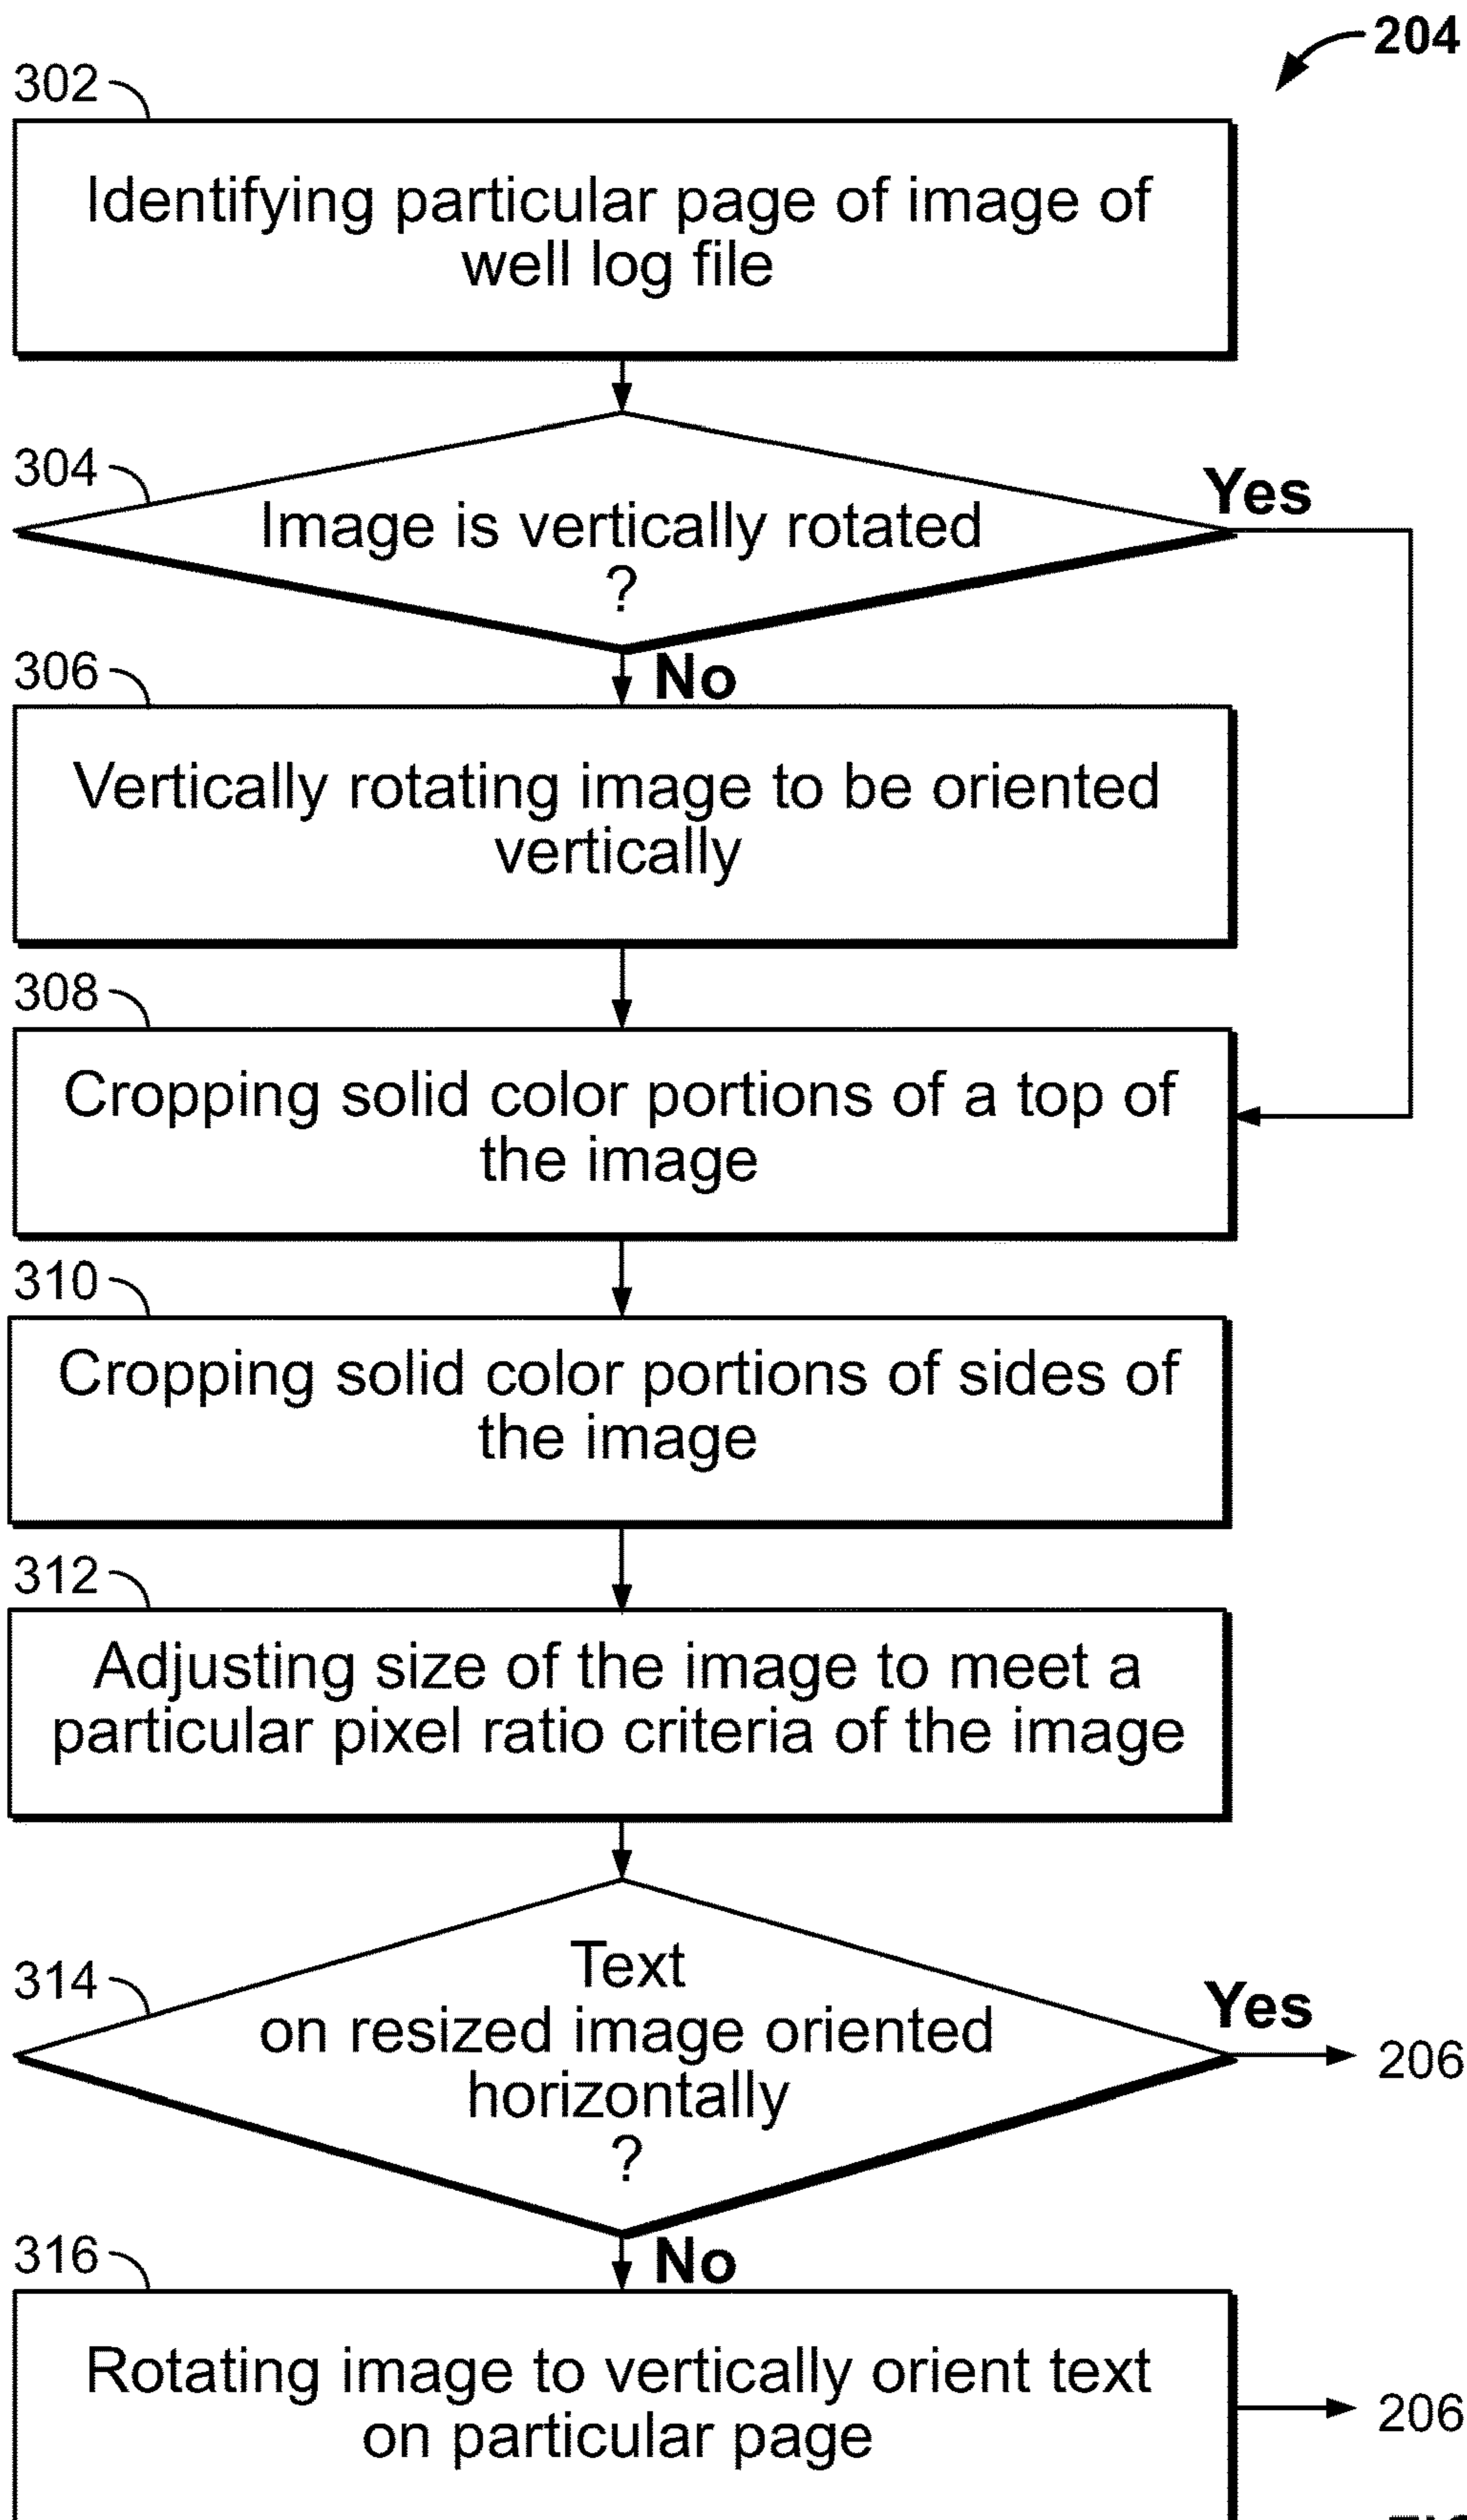 204
302
Identifying particular page of image of
well log file
304
Image is vertically rotated
?
Yes
No
306
Vertically rotating image to be oriented
vertically
308
Cropping solid color portions of a top of
the image
310
Cropping solid color portions of sides of
the image
312
Adjusting size of the image to meet a
particular pixel ratio criteria of the image
314
Text
on resized image oriented
horizontally
?
Yes
206
No
316
Rotating image to vertically orient text
on particular page
206